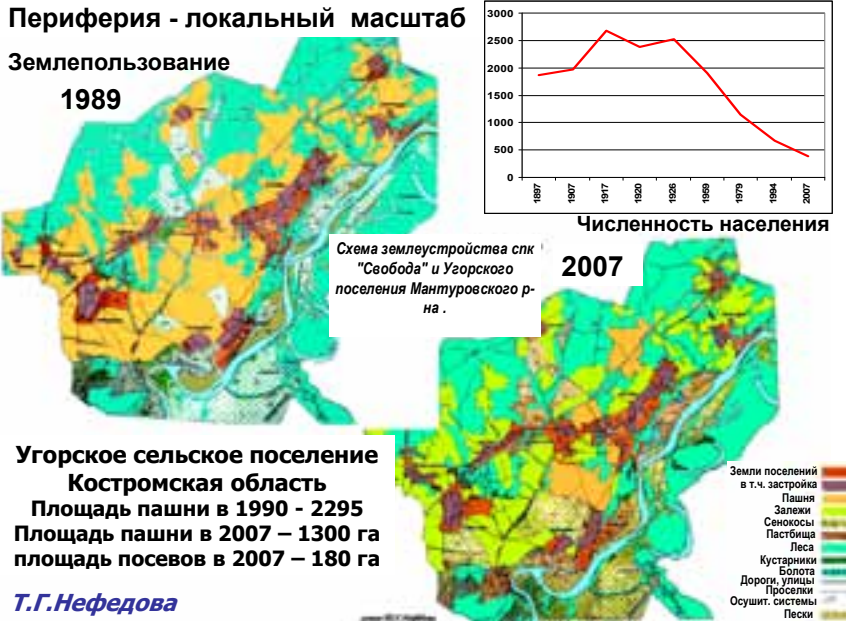 Периферия - локальный масштаб
Землепользование
1989
3000
2500
2000
1500
1000
500
0
1897
1907
1917
1920
1926
1959
1979
1994
2007
Численность населения
Схема землеустройства спк
"Свобода" и Угорского
поселения Мантуровского р-
на .
2007
Угорское сельское поселение
Костромская область
Площадь пашни в 1990 - 2295
Площадь пашни в 2007 – 1300 га
площадь посевов в 2007 – 180 га
Т.Г.Нефедова
Земли поселений
в т.ч. застройка
Пашня
Залежи
Сенокосы
Пастбища
Леса
Кустарники
Болота
Дороги, улицы
Проселки
Осушит. системы
Пески